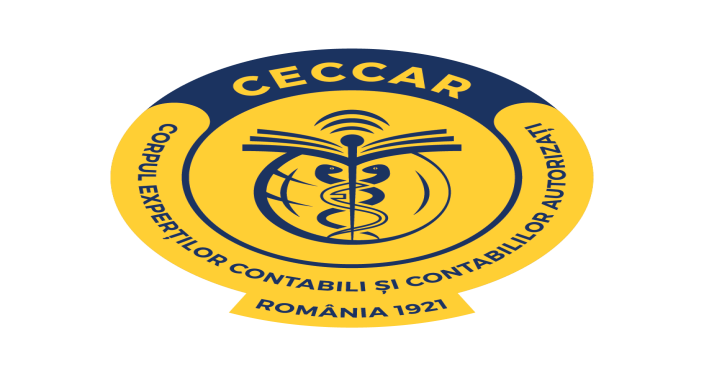 CECCAR
CORPUL EXPERȚILOR CONTABILI ȘI CONTABILILOR AUTORIZAȚI
ROMÂNIA 1921